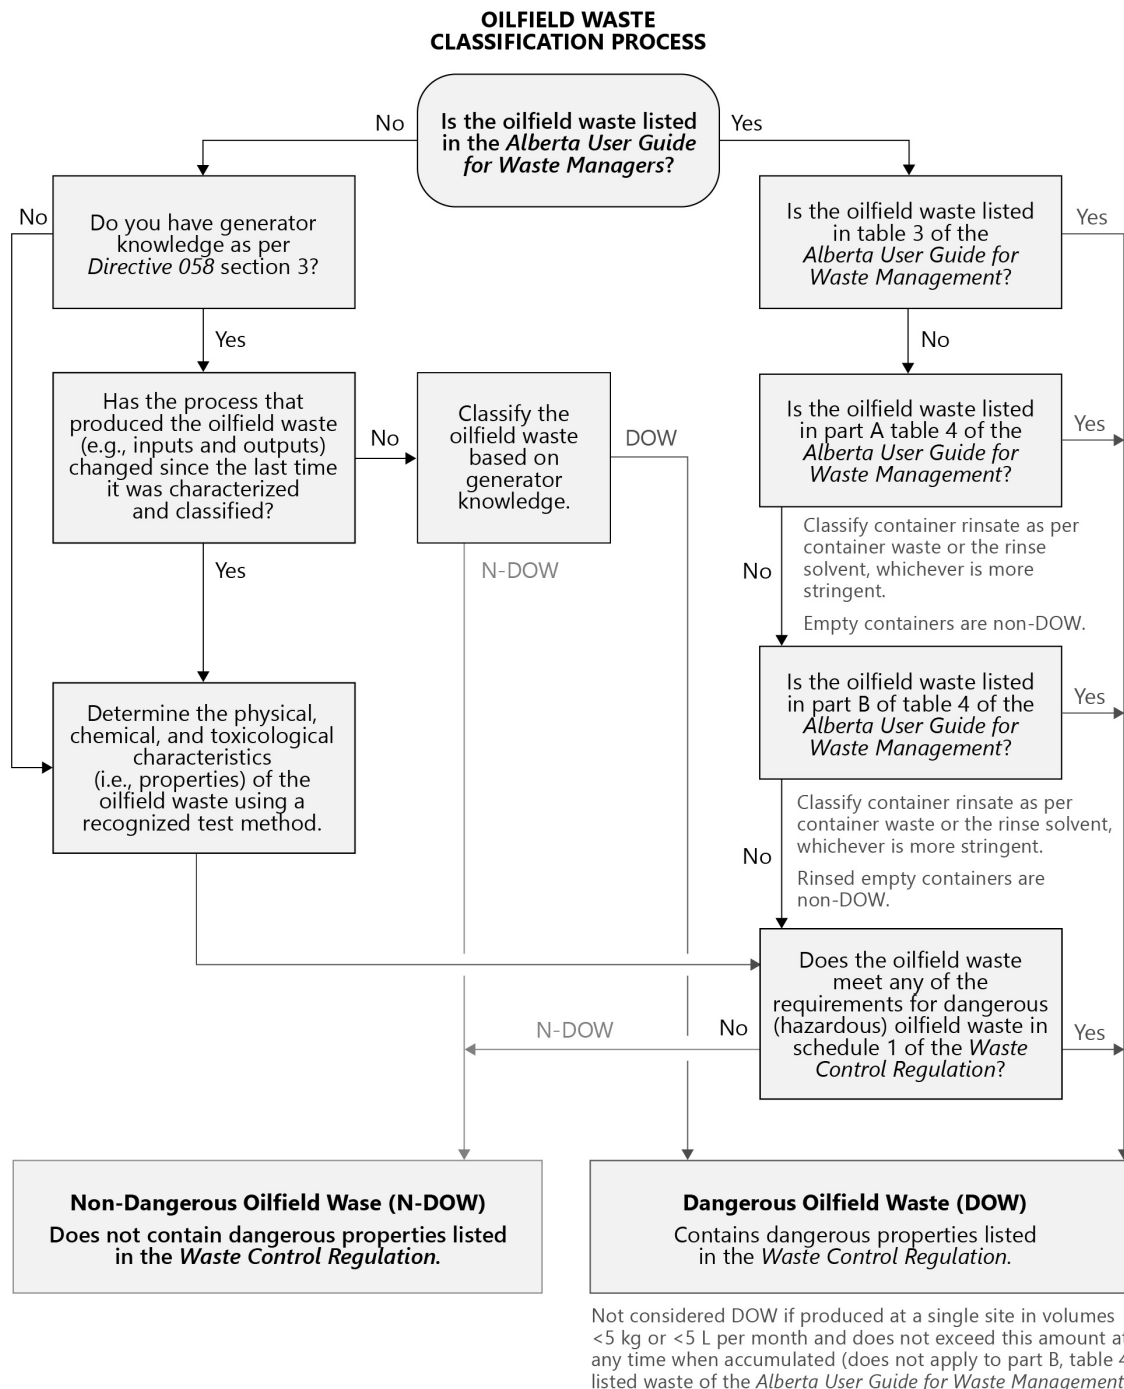 OILFIELD WASTE
CLASSIFICATION PROCESS
No
Is the oilfield waste listed
in the Alberta User Guide
for Waste Managers?
Yes
No
Do you have generator
knowledge as per
Directive 058 section 3?
Is the oilfield waste listed
in table 3 of the
Alberta User Guide for
Waste Management?
Yes
Yes
No
Has the process that
produced the oilfield waste
(e.g., inputs and outputs)
changed since the last time
it was characterized
and classified?
No
Classify the
oilfield waste
based on
generator
knowledge.
DOW
Is the oilfield waste listed
in part A table 4 of the
Alberta User Guide for
Waste Management?
Yes
Yes
N-DOW
No
Classify container rinsate as per
container waste or the rinse
solvent, whichever is more
stringent.
Empty containers are non-DOW.
Determine the physical,
chemical, and toxicological
characteristics
(i.e., properties) of the
oilfield waste using a
recognized test method.
Is the oilfield waste listed
in part B of table 4 of the
Alberta User Guide for
Waste Management?
Yes
No
Classify container rinsate as per
container waste or the rinse solvent,
whichever is more stringent.
Rinsed empty containers are
non-DOW.
Does the oilfield waste
meet any of the
requirements for dangerous
(hazardous) oilfield waste in
schedule 1 of the Waste
Control Regulation?
N-DOW
No
Yes
Non-Dangerous Oilfield Wase (N-DOW)
Does not contain dangerous properties listed
in the Waste Control Regulation.
Dangerous Oilfield Waste (DOW)
Contains dangerous properties listed
in the Waste Control Regulation.
Not considered DOW if produced at a single site in volumes
<5 kg or <5 L per month and does not exceed this amount at
any time when accumulated (does not apply to part B, table 4
listed waste of the Alberta User Guide for Waste Management